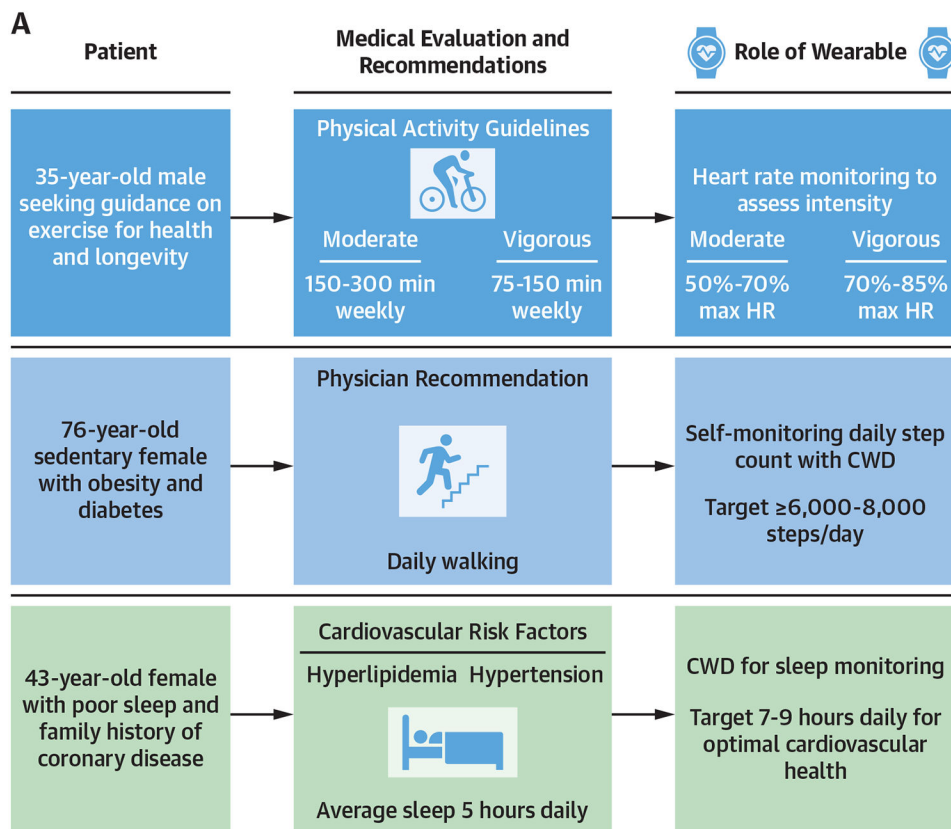 A
Patient
Medical Evaluation and
Recommendations
Role of Wearable
35-year-old male
seeking guidance on
exercise for health
and longevity
Physical Activity Guidelines
Moderate
150-300 min
weekly
Vigorous
75-150 min
weekly
Heart rate monitoring to
assess intensity
Moderate
50%-70%
max HR
Vigorous
70%-85%
max HR
76-year-old
sedentary female
with obesity and
diabetes
Physician Recommendation
Daily walking
Self-monitoring daily step
count with CWD
Target ≥6,000-8,000
steps/day
43-year-old female
with poor sleep and
family history of
coronary disease
Cardiovascular Risk Factors
Hyperlipidemia Hypertension
Average sleep 5 hours daily
CWD for sleep monitoring
Target 7-9 hours daily for
optimal cardiovascular
health